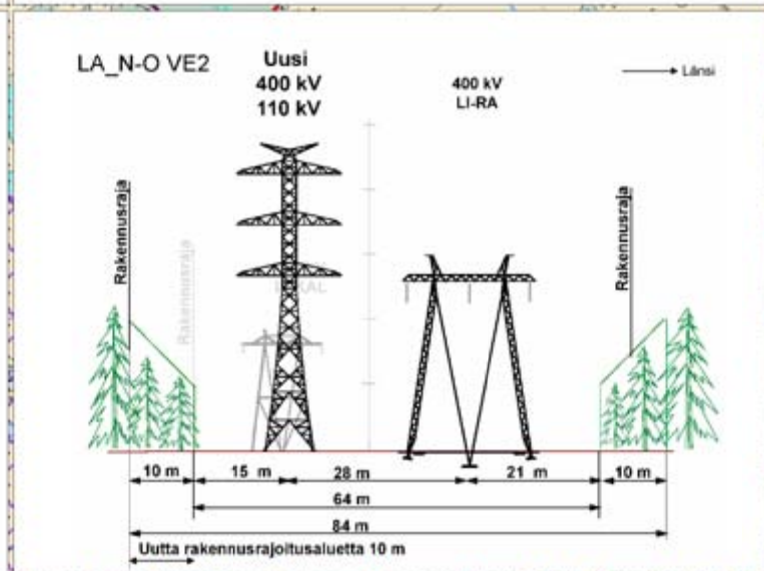 LA_N-O VE2
Uusi
400 kV
110 kV
400 kV
LI-RA
Länsi
Rakennusraja
Rakennusraja
Rakennusraja
10 m
15 m
28 m
21 m
10 m
64 m
84 m
Uutta rakennusrajoitusaluetta 10 m